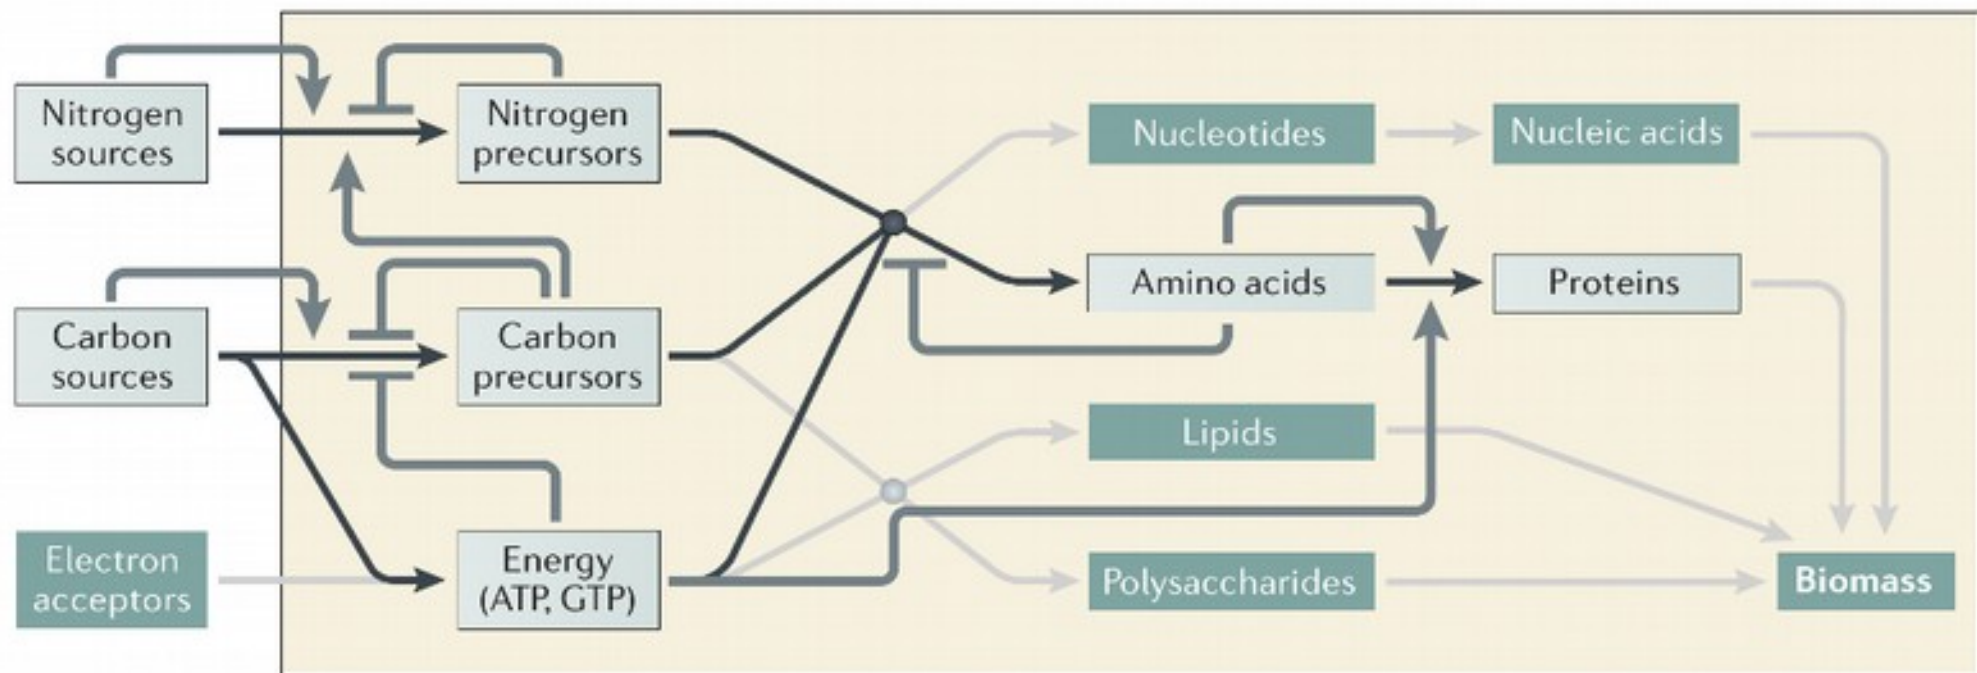 Nitrogen
sources
Nitrogen
precursors
Nucleotides
Nucleic acids
Carbon
sources
Carbon
precursors
Amino acids
Proteins
Lipids
Electron
acceptors
Energy
(ATP, GTP)
Polysaccharides
Biomass